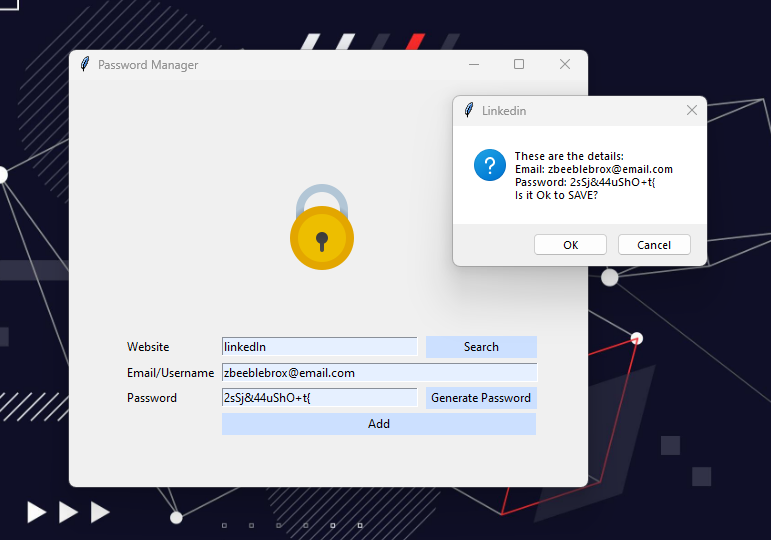 Password Manager
Linkedin
These are the details:
Email: zbeeblebrox@email.com
Password: 2sSj&44uShO+t{
Is it Ok to SAVE?
OK Cancel
Website linkedIn Search
Email/Username zbeeblebrox@email.com
Password 2sSj&44uShO+t{ Generate Password
Add